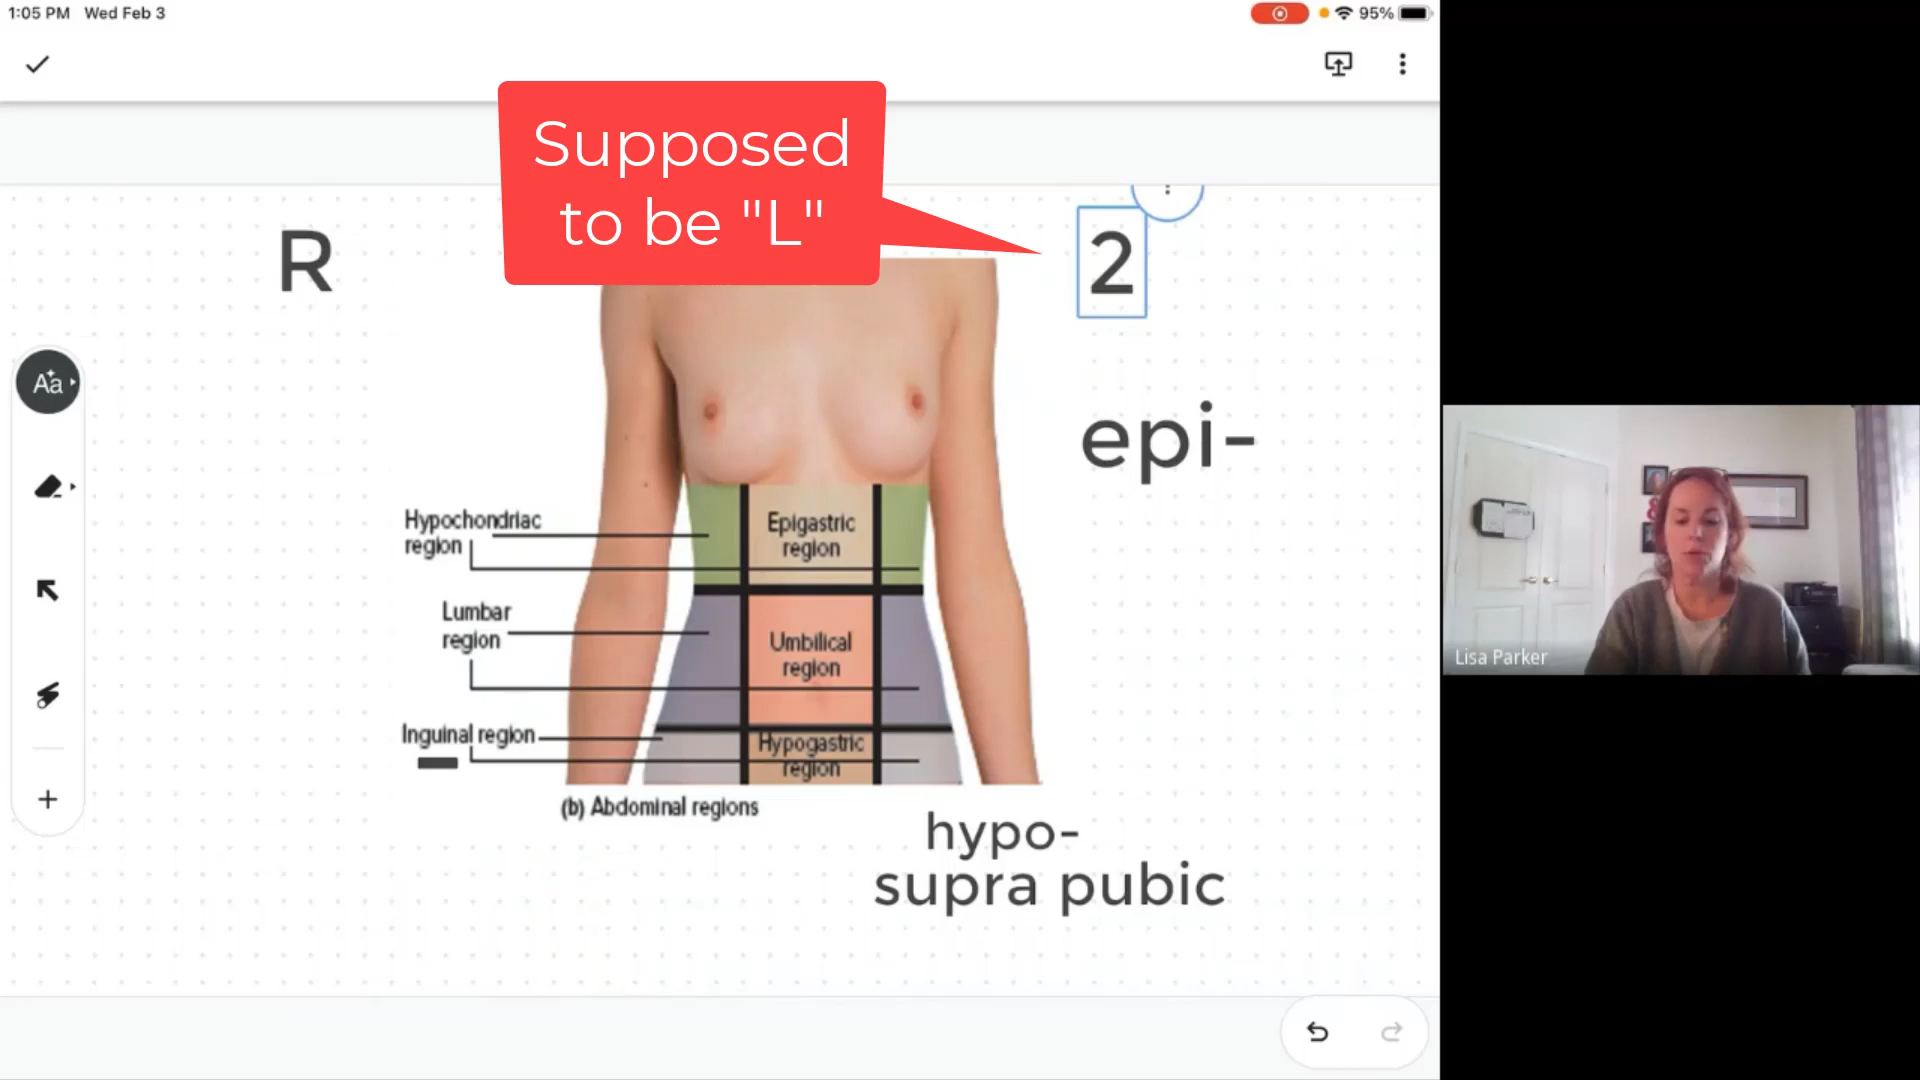 1:05 PM Wed Feb 3
95%
Supposed
to be "L"
R
2
Aa
epi-
Hypochondriac
region
Epigastric
region
Lumbar
region
Umbilical
region
Inguinal region
Hypogastric
region
(b) Abdominal regions
hypo-
supra pubic
Lisa Parker